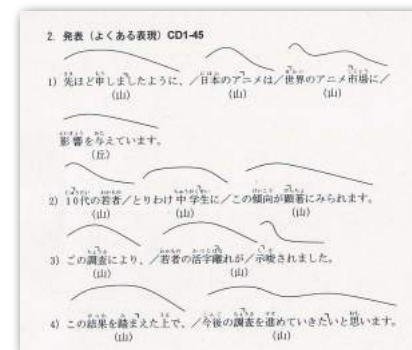 2. 発表（よくある表現）CD1-45
1) 先ほど申しましたように、／日本のアニメは／世界のアニメ市場に／
(山) (山) (山)
影響を与えています。
(丘)
2) 10代の若者／とりわけ中学生に／この傾向が顕著にみられます。
(山) (山) (山)
3) この調査により、／若者の活字離れが／示唆されました。
(山) (山) (山)
4) この結果を踏まえた上で、／今後の調査を進めていきたいと思います。
(山) (山)